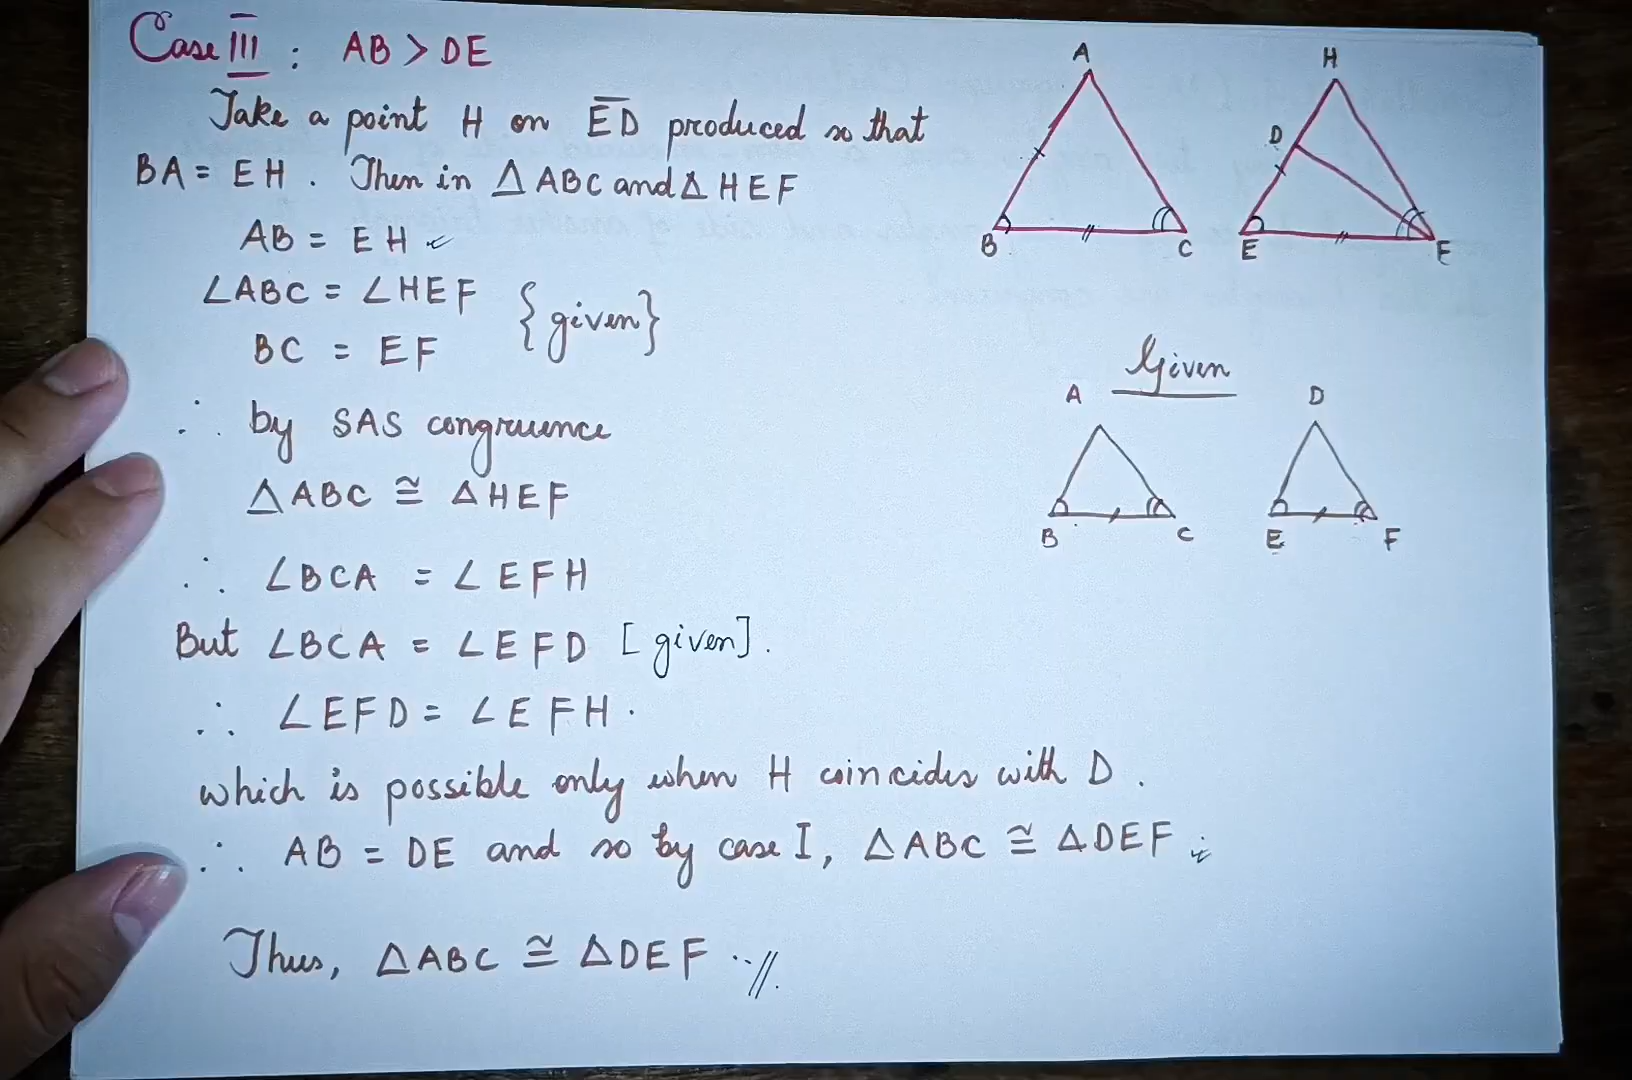 Case III : AB > DE
Take a point H on E̅D̅ produced so that
BA = EH . Then in △ ABC and △ HEF
AB = EH
∠ABC = ∠HEF {given}
BC = EF
∴ by SAS congruence
△ABC ≅ △HEF
∴ ∠BCA = ∠EFH
But ∠BCA = ∠EFD [given].
∴ ∠EFD = ∠EFH .
which is possible only when H coincides with D .
∴ AB = DE and so by case I, △ABC ≅ △DEF
Thus, △ABC ≅ △DEF
A
B
C
H
D
E
F
Given
A
B
C
D
E
F